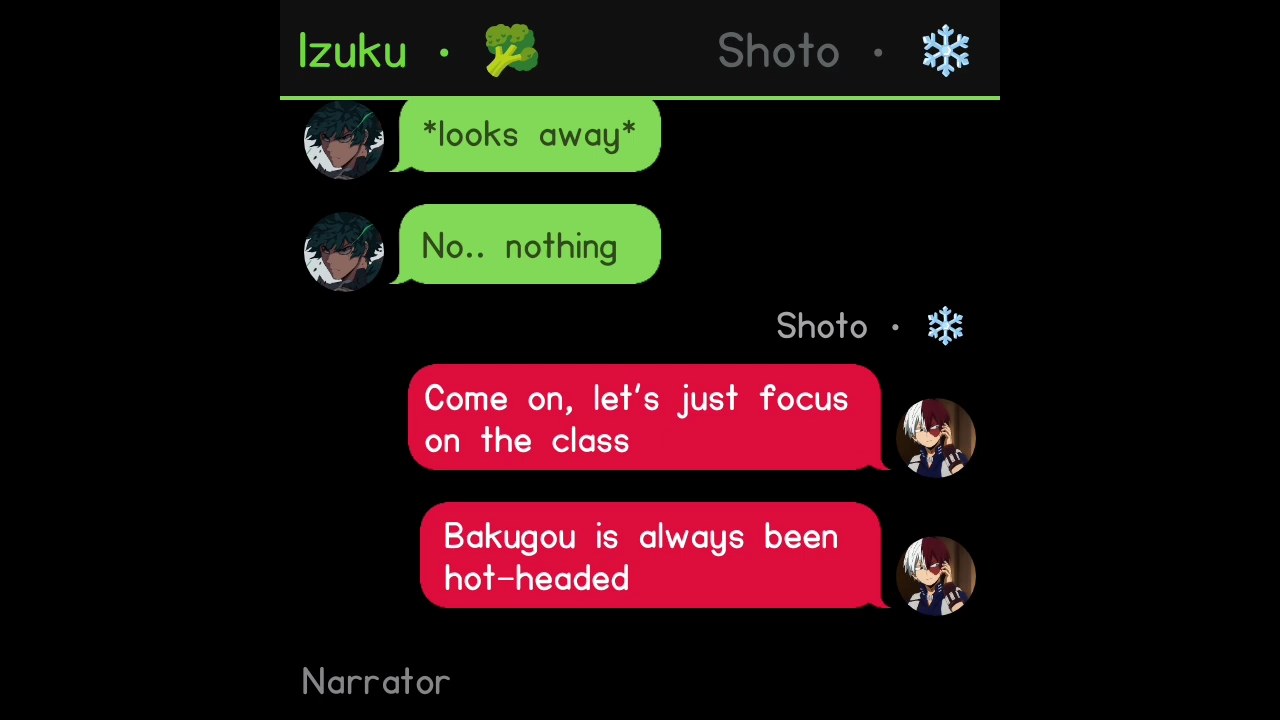 Izuku • 🥦 Shoto • ❄️
*looks away*
No.. nothing
Shoto • ❄️
Come on, let's just focus
on the class
Bakugou is always been
hot-headed
Narrator